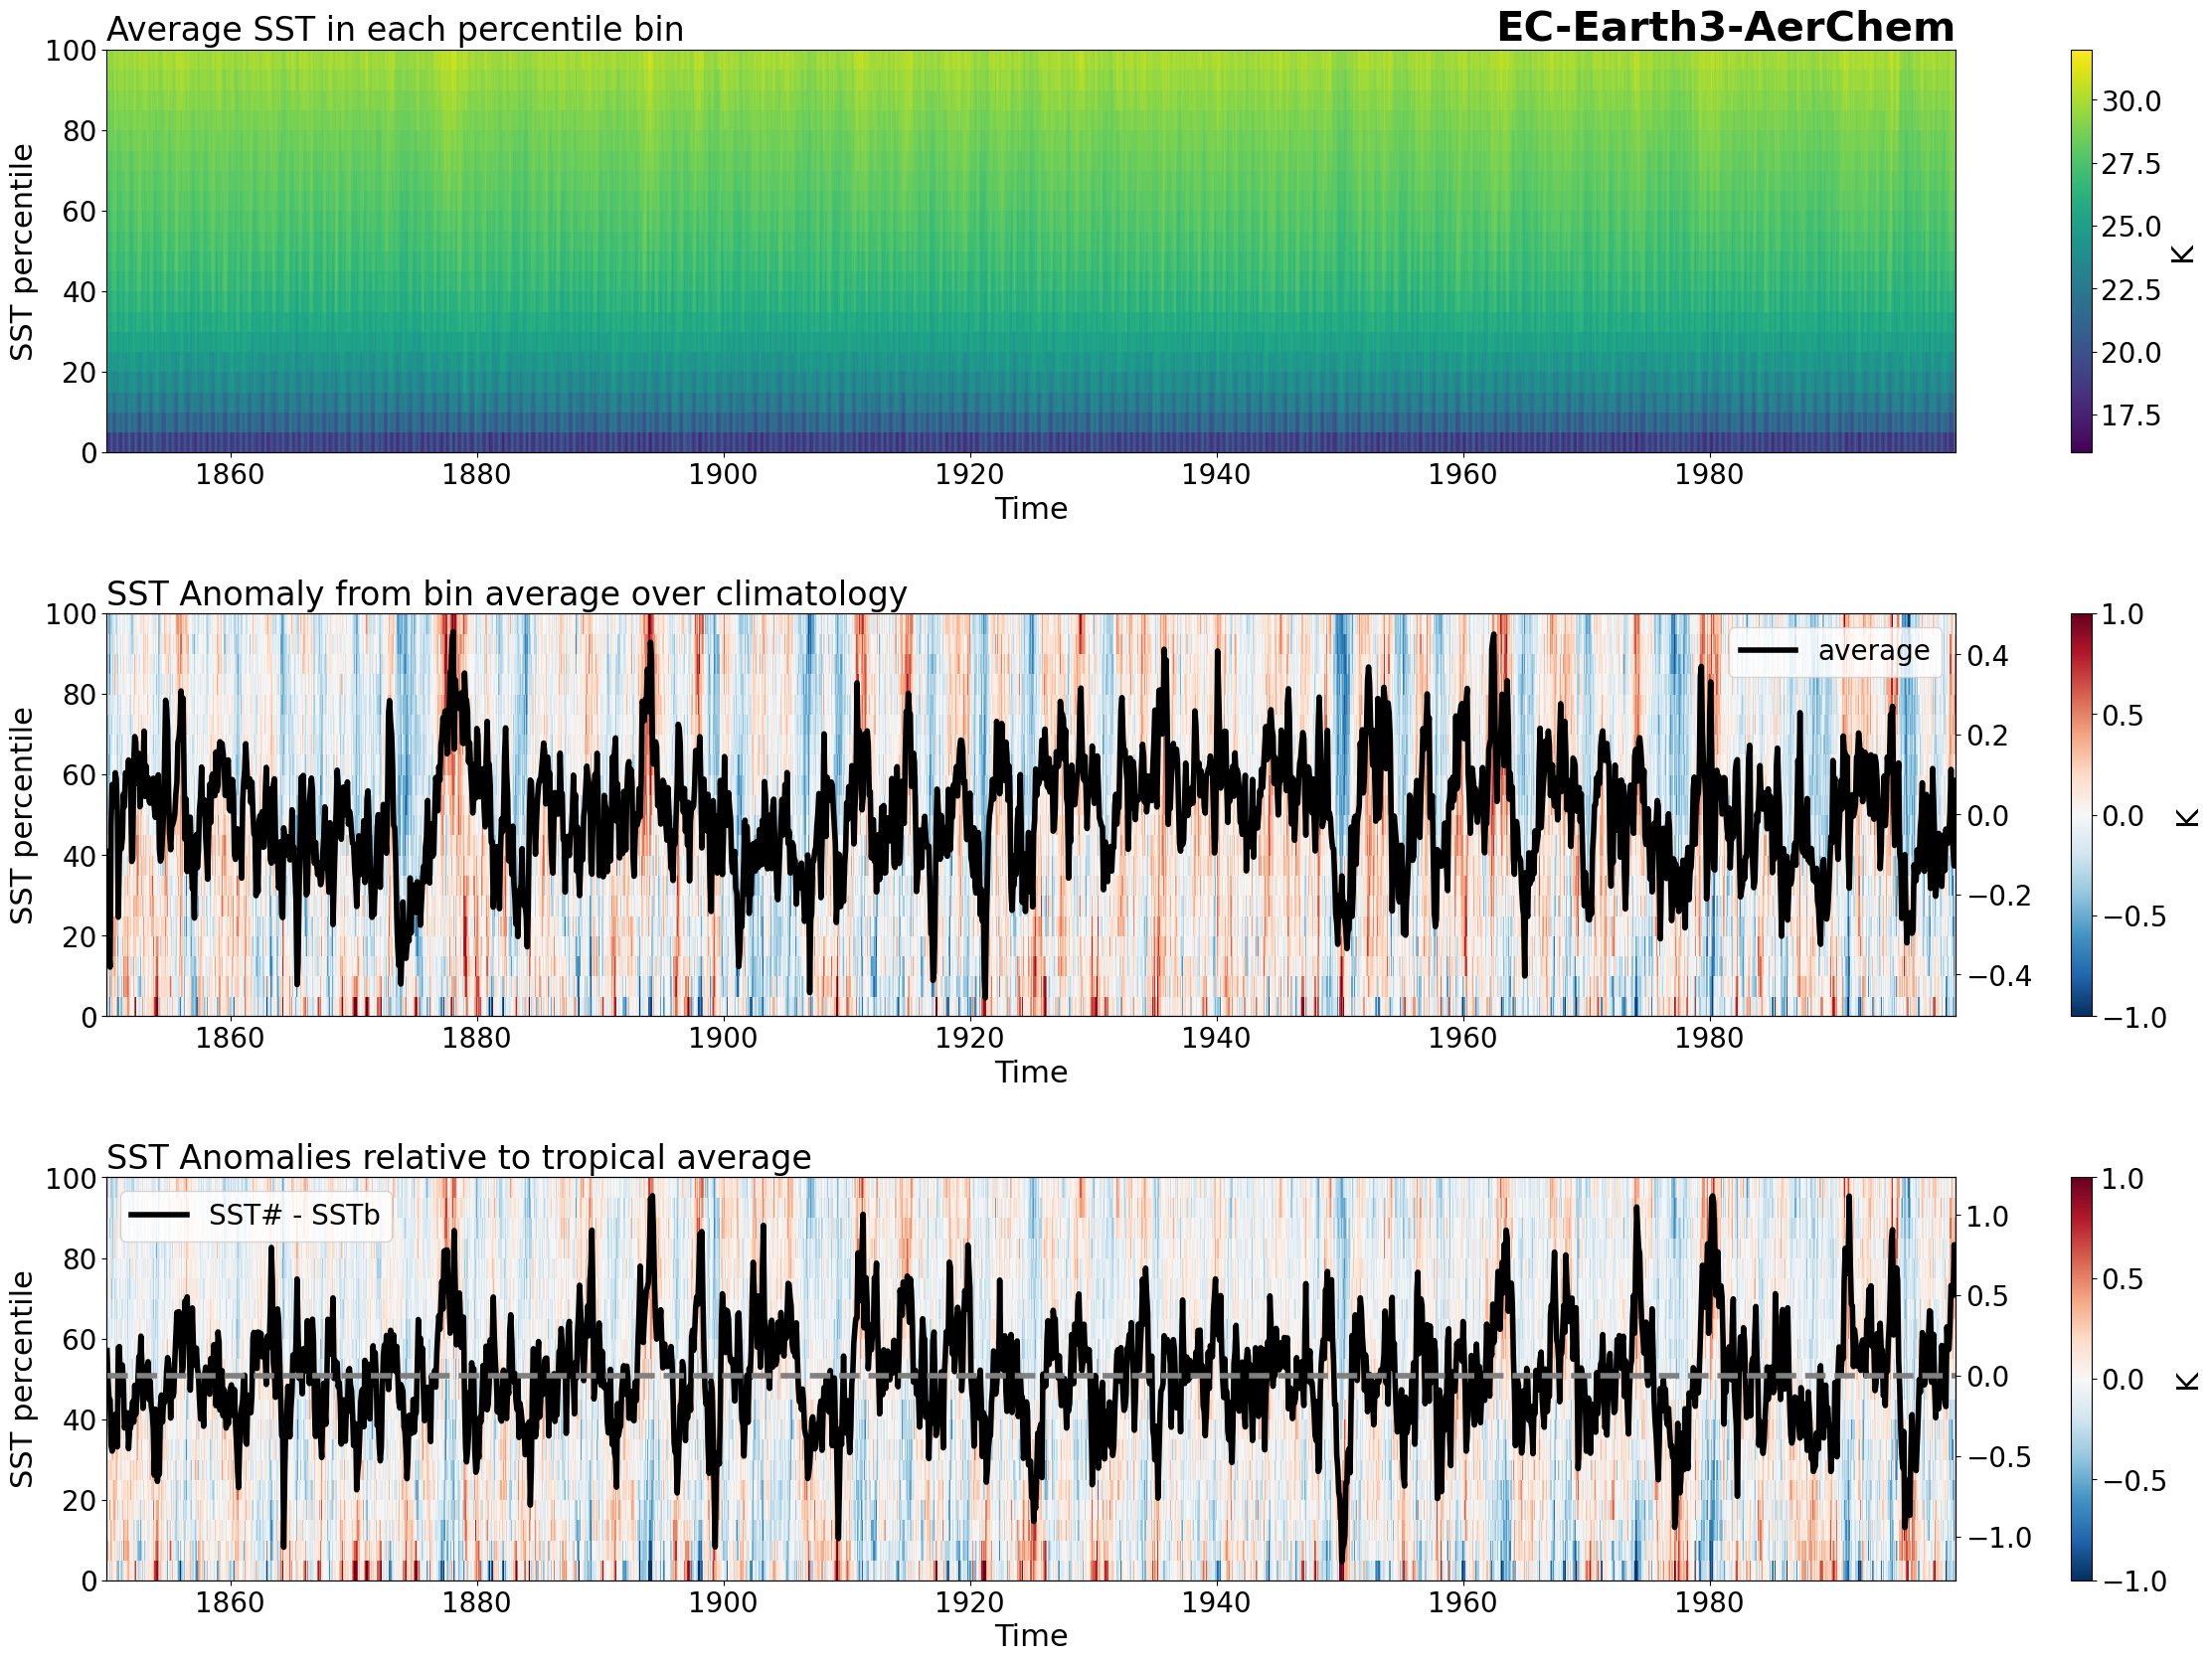 Average SST in each percentile bin
EC-Earth3-AerChem
SST percentile
100
80
60
40
20
0
1860 1880 1900 1920 1940 1960 1980
Time
30.0
27.5
25.0
22.5
20.0
17.5
K
SST Anomaly from bin average over climatology
SST percentile
100
80
60
40
20
0
1860 1880 1900 1920 1940 1960 1980
Time
average
0.4
0.2
0.0
−0.2
−0.4
1.0
0.5
0.0
−0.5
−1.0
K
SST Anomalies relative to tropical average
SST percentile
100
80
60
40
20
0
SST# - SSTb
1860 1880 1900 1920 1940 1960 1980
Time
1.0
0.5
0.0
−0.5
−1.0
1.0
0.5
0.0
−0.5
−1.0
K